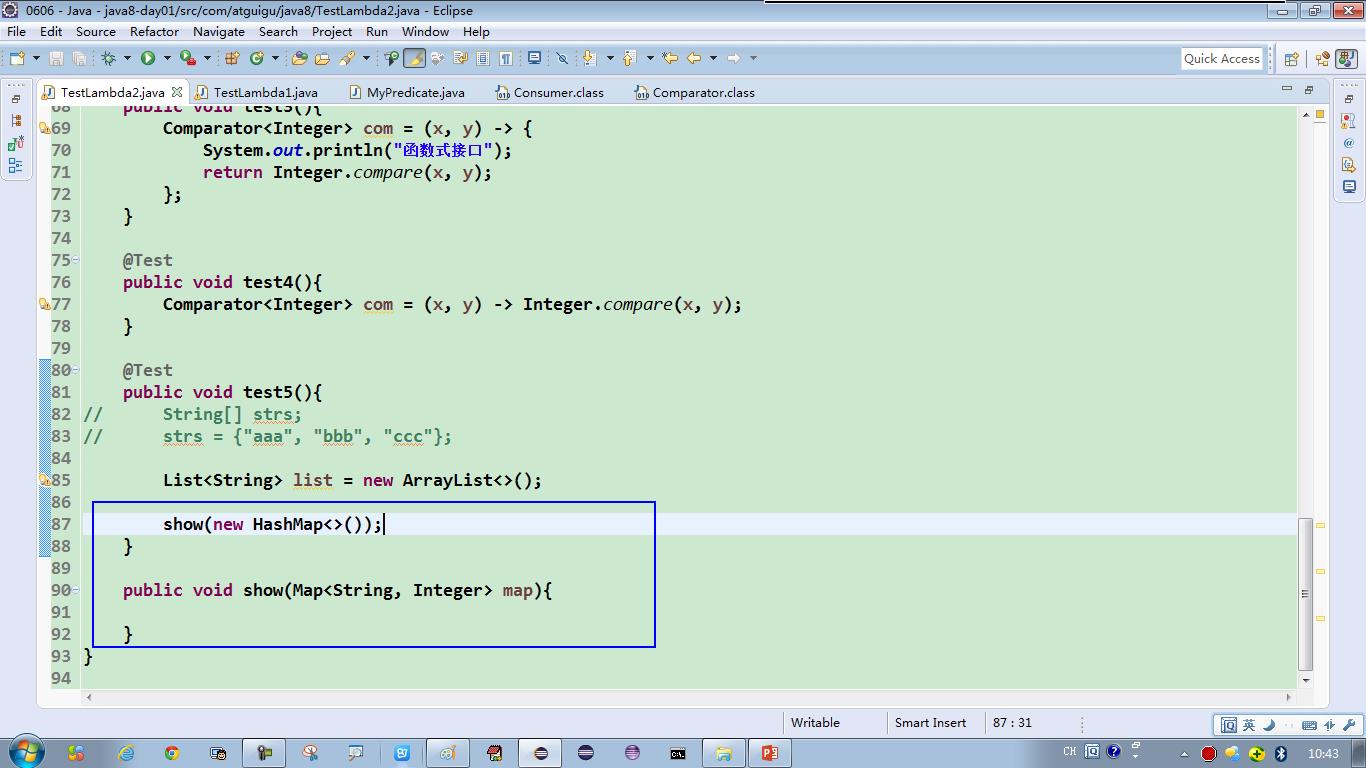 0606 - Java - java8-day01/src/com/atguigu/java8/TestLambda2.java - Eclipse
File Edit Source Refactor Navigate Search Project Run Window Help
Quick Access
TestLambda2.java TestLambda1.java MyPredicate.java Consumer.class Comparator.class
68 public void test3(){
69 Comparator<Integer> com = (x, y) -> {
70 System.out.println("函数式接口");
71 return Integer.compare(x, y);
72 };
73 }
74
75 @Test
76 public void test4(){
77 Comparator<Integer> com = (x, y) -> Integer.compare(x, y);
78 }
79
80 @Test
81 public void test5(){
82 // String[] strs;
83 // strs = {"aaa", "bbb", "ccc"};
84
85 List<String> list = new ArrayList<>();
86
87 show(new HashMap<>());
88 }
89
90 public void show(Map<String, Integer> map){
91
92 }
93 }
94
Writable Smart Insert 87 : 31
英
CH 10:43